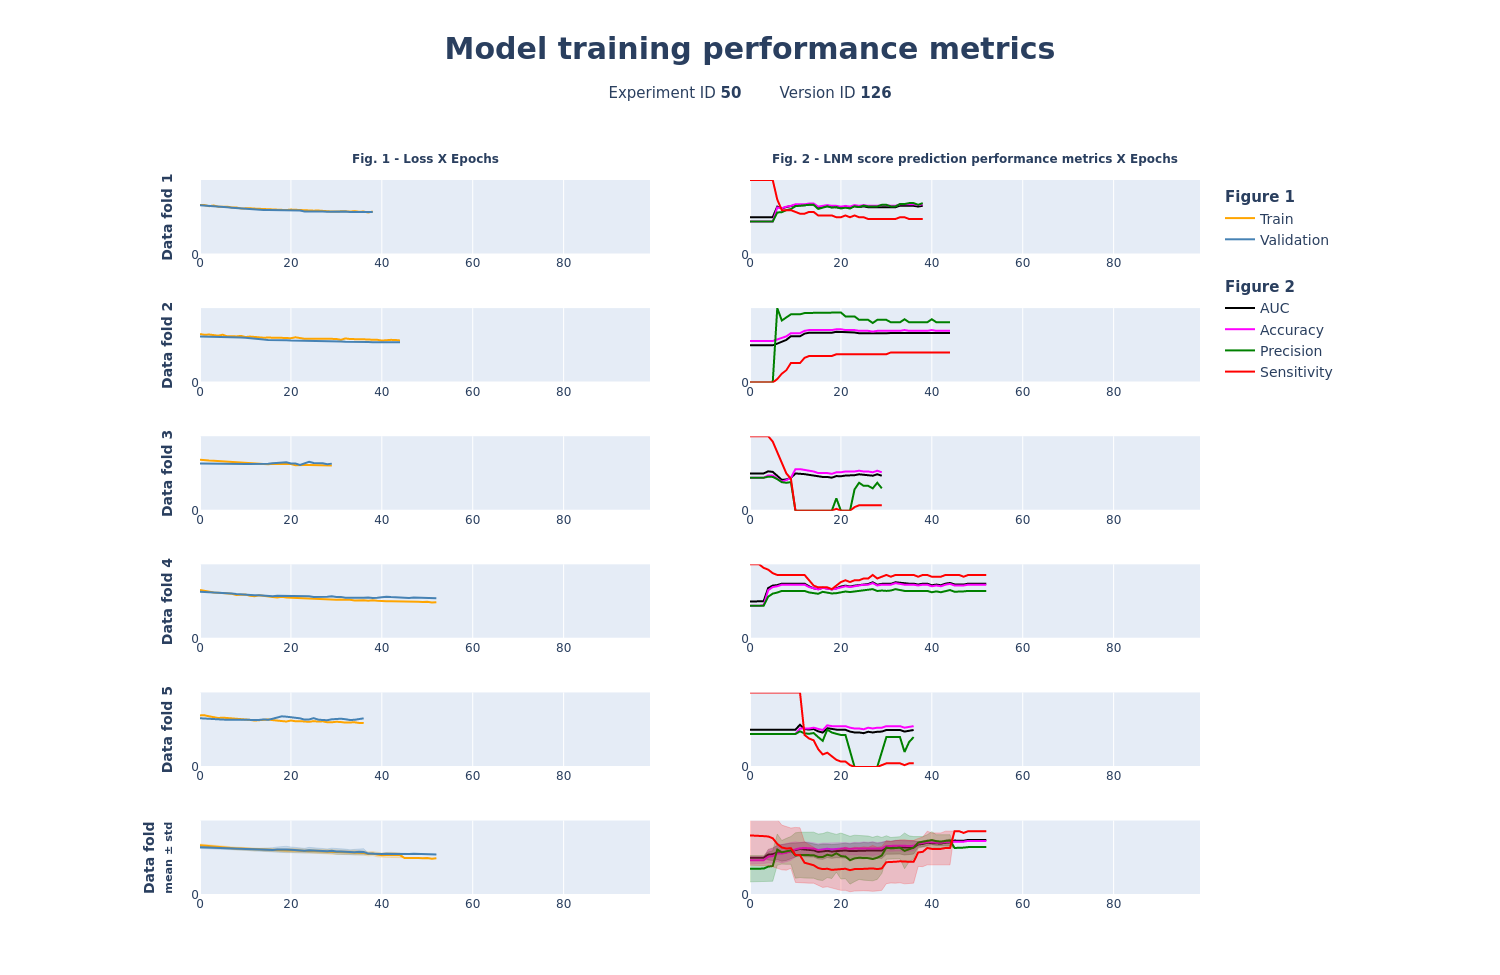 Model training performance metrics
Experiment ID 50 Version ID 126
Fig. 1 - Loss X Epochs
Fig. 2 - LNM score prediction performance metrics X Epochs
Data fold 1
0
0 20 40 60 80
0
0 20 40 60 80
Figure 1
Train
Validation
Figure 2
AUC
Accuracy
Precision
Sensitivity
Data fold 2
0
0 20 40 60 80
0
0 20 40 60 80
Data fold 3
0
0 20 40 60 80
0
0 20 40 60 80
Data fold 4
0
0 20 40 60 80
0
0 20 40 60 80
Data fold 5
0
0 20 40 60 80
0
0 20 40 60 80
Data fold
mean ± std
0
0 20 40 60 80
0
0 20 40 60 80